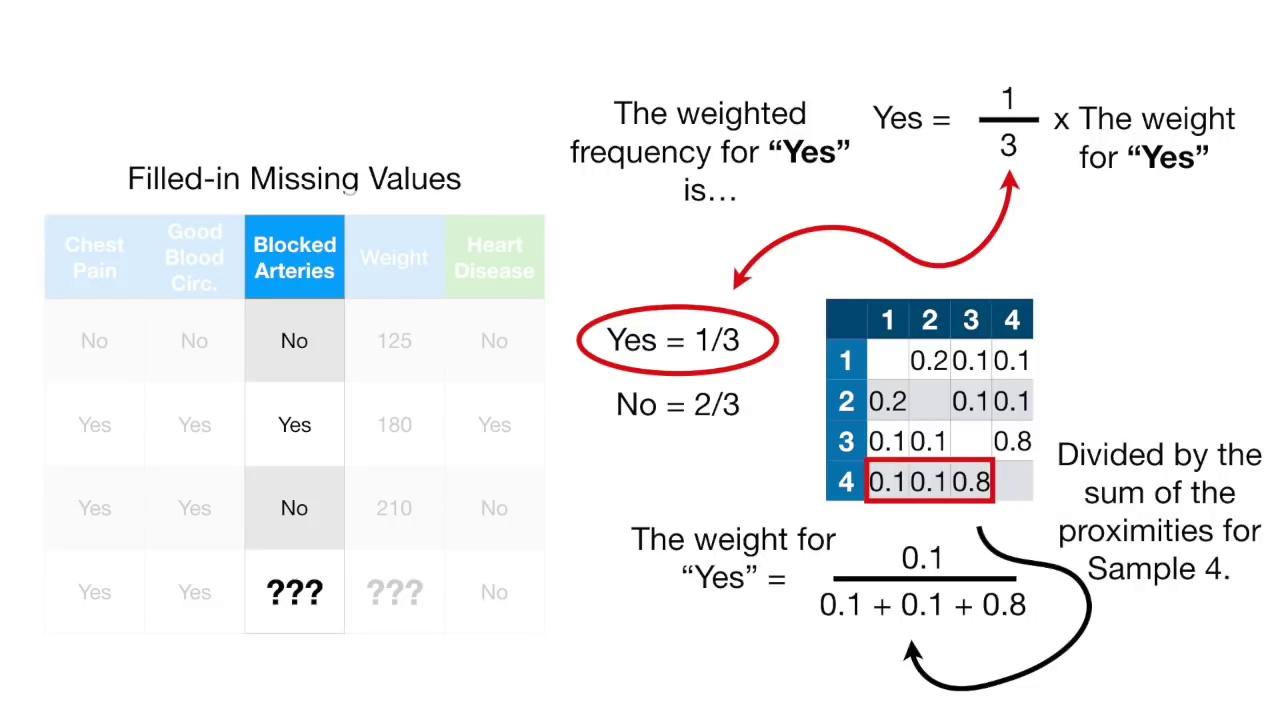 The weighted
frequency for “Yes”
is…
Yes =
1
3
x The weight
for “Yes”
Filled-in Missing Values
Chest
Pain
Good
Blood
Circ.
Blocked
Arteries
Weight
Heart
Disease
No No No 125 No
Yes Yes Yes 180 Yes
Yes Yes No 210 No
Yes Yes ??? ??? No
Yes = 1/3
No = 2/3
1 2 3 4
1 0.2 0.1 0.1
2 0.2 0.1 0.1
3 0.1 0.1 0.8
4 0.1 0.1 0.8
Divided by the
sum of the
proximities for
Sample 4.
The weight for
“Yes” =
0.1
0.1 + 0.1 + 0.8